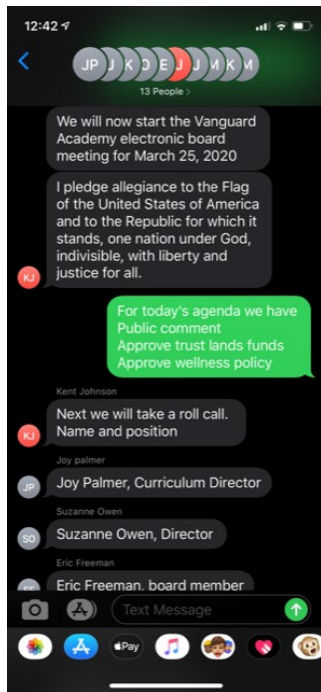 12:42
JP J K D E J J M K M
13 People >
We will now start the Vanguard
Academy electronic board
meeting for March 25, 2020
I pledge allegiance to the Flag
of the United States of America
and to the Republic for which it
stands, one nation under God,
indivisible, with liberty and
justice for all.
KJ
For today's agenda we have
Public comment
Approve trust lands funds
Approve wellness policy
Kent Johnson
Next we will take a roll call.
Name and position
KJ
Joy palmer
Joy Palmer, Curriculum Director
JP
Suzanne Owen
Suzanne Owen, Director
SO
Eric Freeman
Eric Freeman, board member
Text Message
Pay